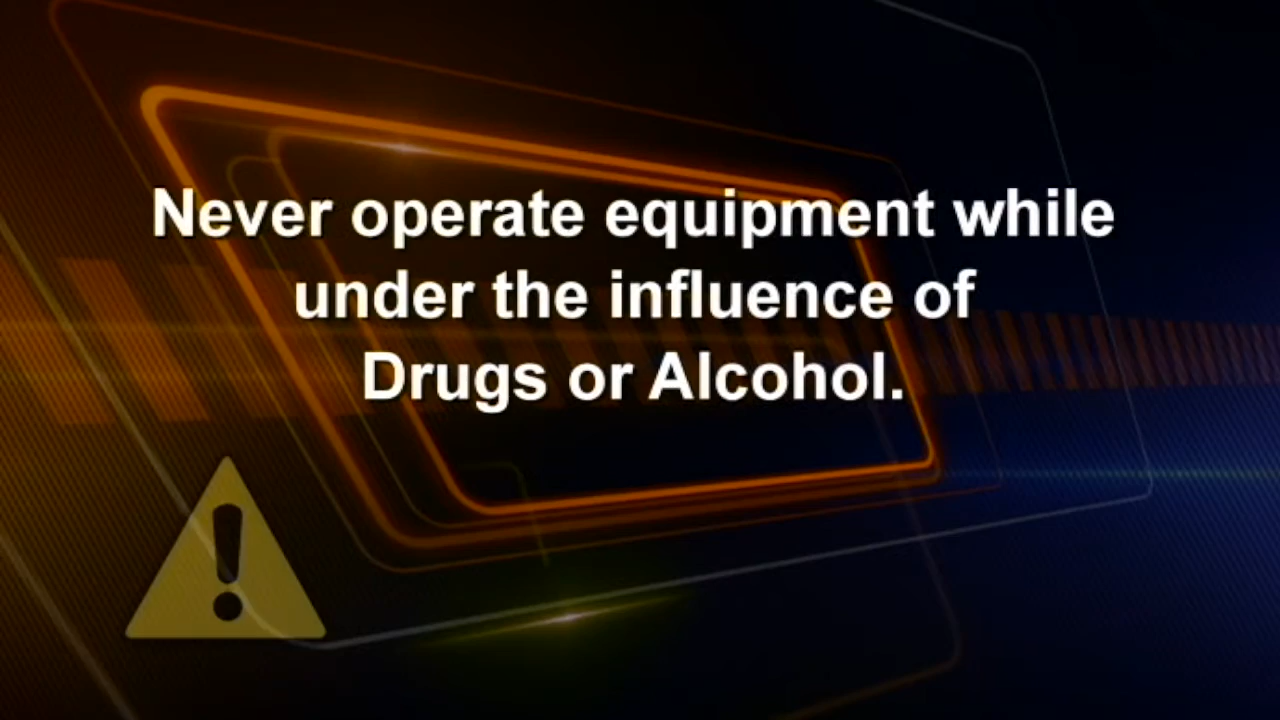 Never operate equipment while
under the influence of
Drugs or Alcohol.